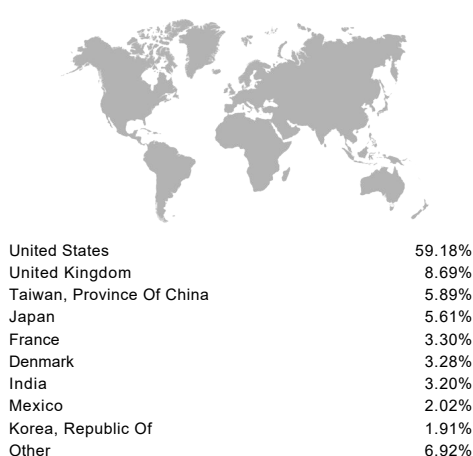 United States 59.18%
United Kingdom 8.69%
Taiwan, Province Of China 5.89%
Japan 5.61%
France 3.30%
Denmark 3.28%
India 3.20%
Mexico 2.02%
Korea, Republic Of 1.91%
Other 6.92%